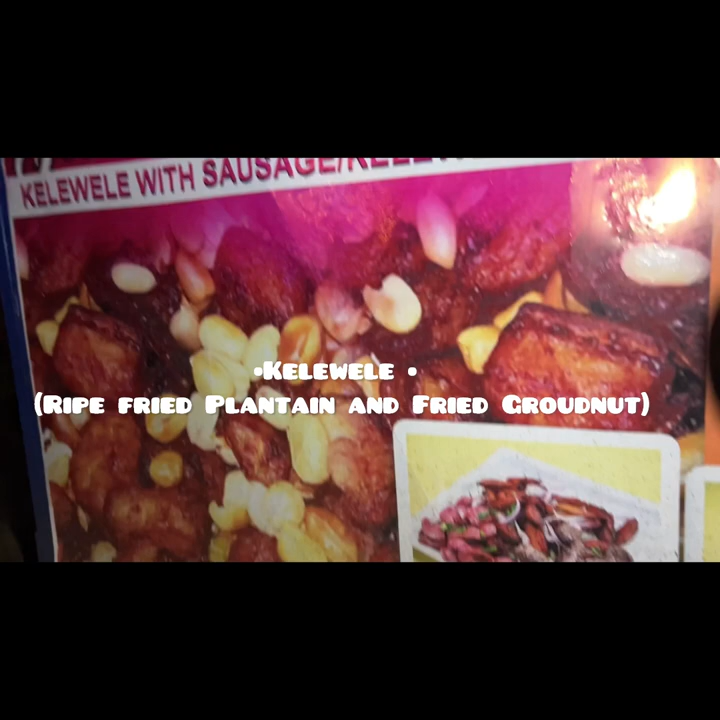 KELEWELE WITH SAUSAGE/
•Kelewele •
(Ripe fried Plantain and Fried Groudnut)